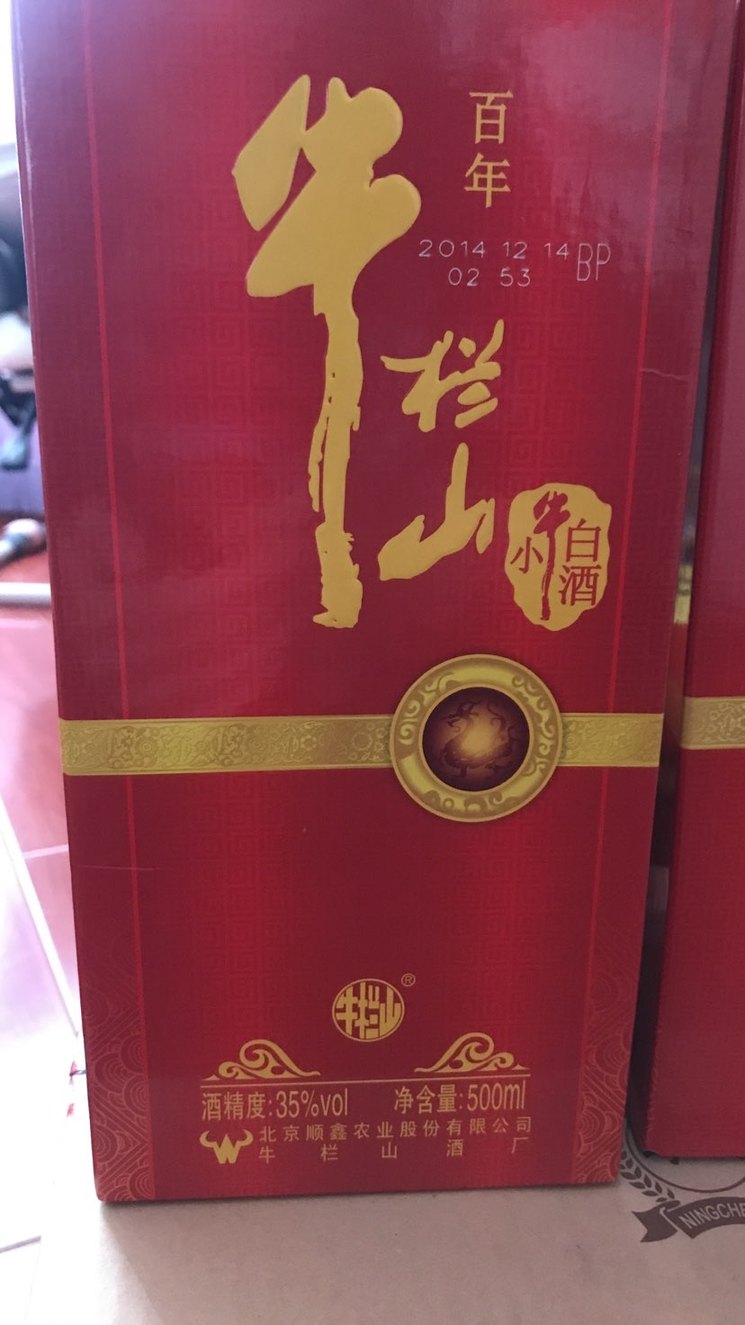 百年
牛栏山
2014 12 14 BP
02 53
小牛
白酒
牛栏山®
酒精度:35%vol 净含量:500ml
北京顺鑫农业股份有限公司
牛栏山酒厂